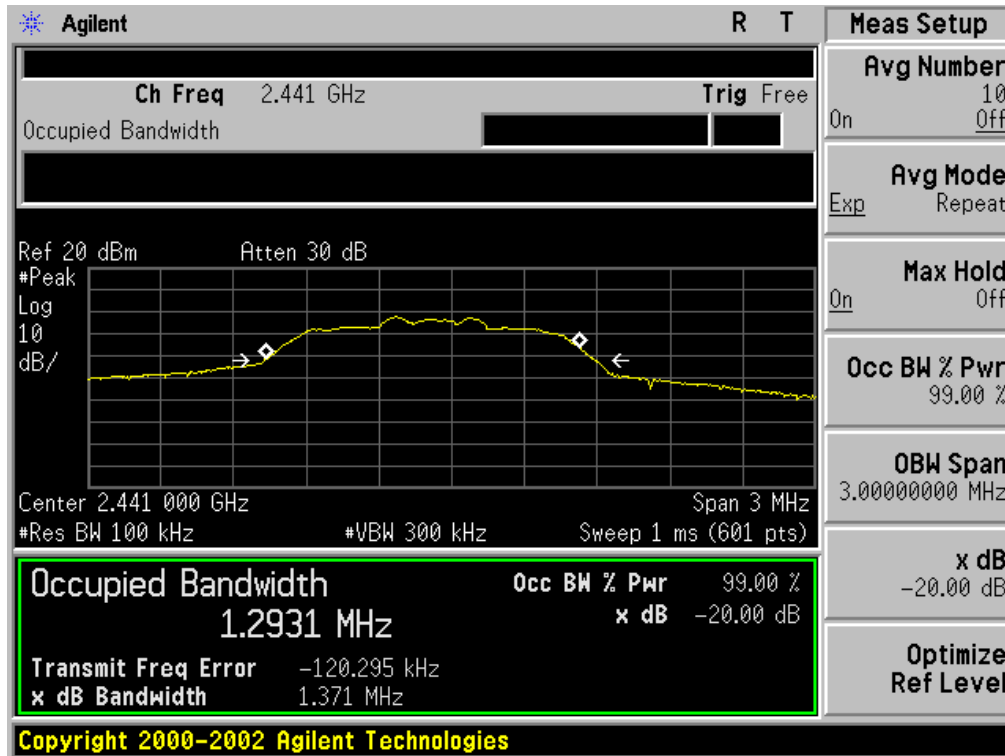 Agilent R T
Ch Freq 2.441 GHz Trig Free
Occupied Bandwidth
Ref 20 dBm Atten 30 dB
#Peak
Log
10
dB/
Center 2.441 000 GHz Span 3 MHz
#Res BW 100 kHz #VBW 300 kHz Sweep 1 ms (601 pts)
Occupied Bandwidth
1.2931 MHz
Occ BW % Pwr 99.00 %
x dB -20.00 dB
Transmit Freq Error -120.295 kHz
x dB Bandwidth 1.371 MHz
Copyright 2000-2002 Agilent Technologies
Meas Setup
Avg Number
10
On Off
Avg Mode
Exp Repeat
Max Hold
On Off
Occ BW % Pwr
99.00 %
OBW Span
3.00000000 MHz
x dB
-20.00 dB
Optimize
Ref Level